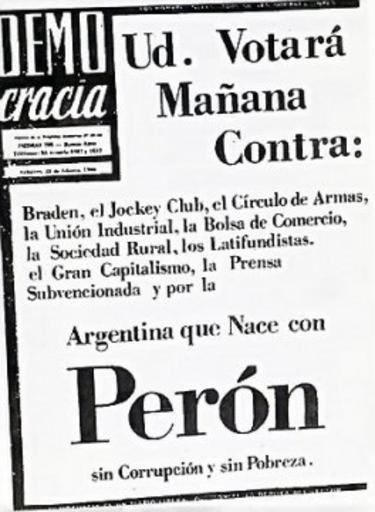 DEMO
cracia
Ud. Votará
Mañana
Contra:
Braden, el Jockey Club, el Círculo de Armas,
la Unión Industrial, la Bolsa de Comercio,
la Sociedad Rural, los Latifundistas.
el Gran Capitalismo, la Prensa
Subvencionada y por la
Argentina que Nace con
Perón
sin Corrupción y sin Pobreza.